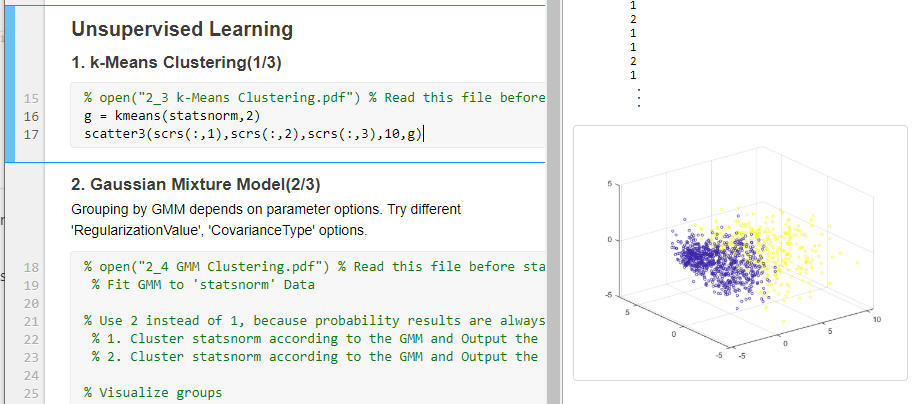 Unsupervised Learning
1. k-Means Clustering(1/3)
15 % open("2_3 k-Means Clustering.pdf") % Read this file before
16 g = kmeans(statsnorm,2)
17 scatter3(scrs(:,1),scrs(:,2),scrs(:,3),10,g)
2. Gaussian Mixture Model(2/3)
Grouping by GMM depends on parameter options. Try different
'RegularizationValue', 'CovarianceType' options.
18 % open("2_4 GMM Clustering.pdf") % Read this file before sta
19 % Fit GMM to 'statsnorm' Data
20
21 % Use 2 instead of 1, because probability results are always
22 % 1. Cluster statsnorm according to the GMM and Output the
23 % 2. Cluster statsnorm according to the GMM and Output the
24
25 % Visualize groups
1
2
1
1
2
1
5
0
-5
5
0
-5
-5
0
5
10